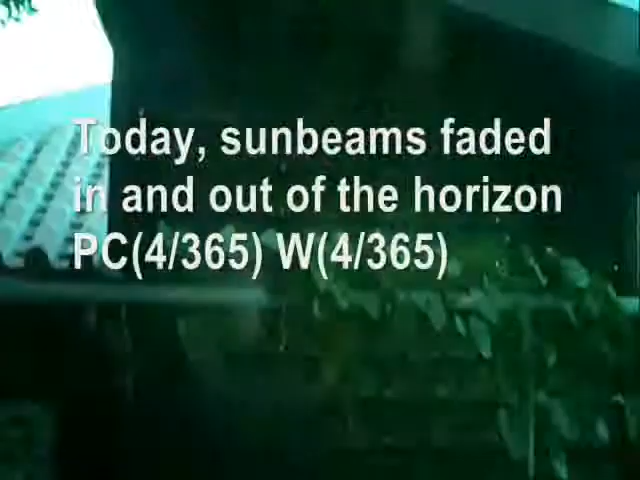 Today, sunbeams faded
in and out of the horizon
PC(4/365) W(4/365)